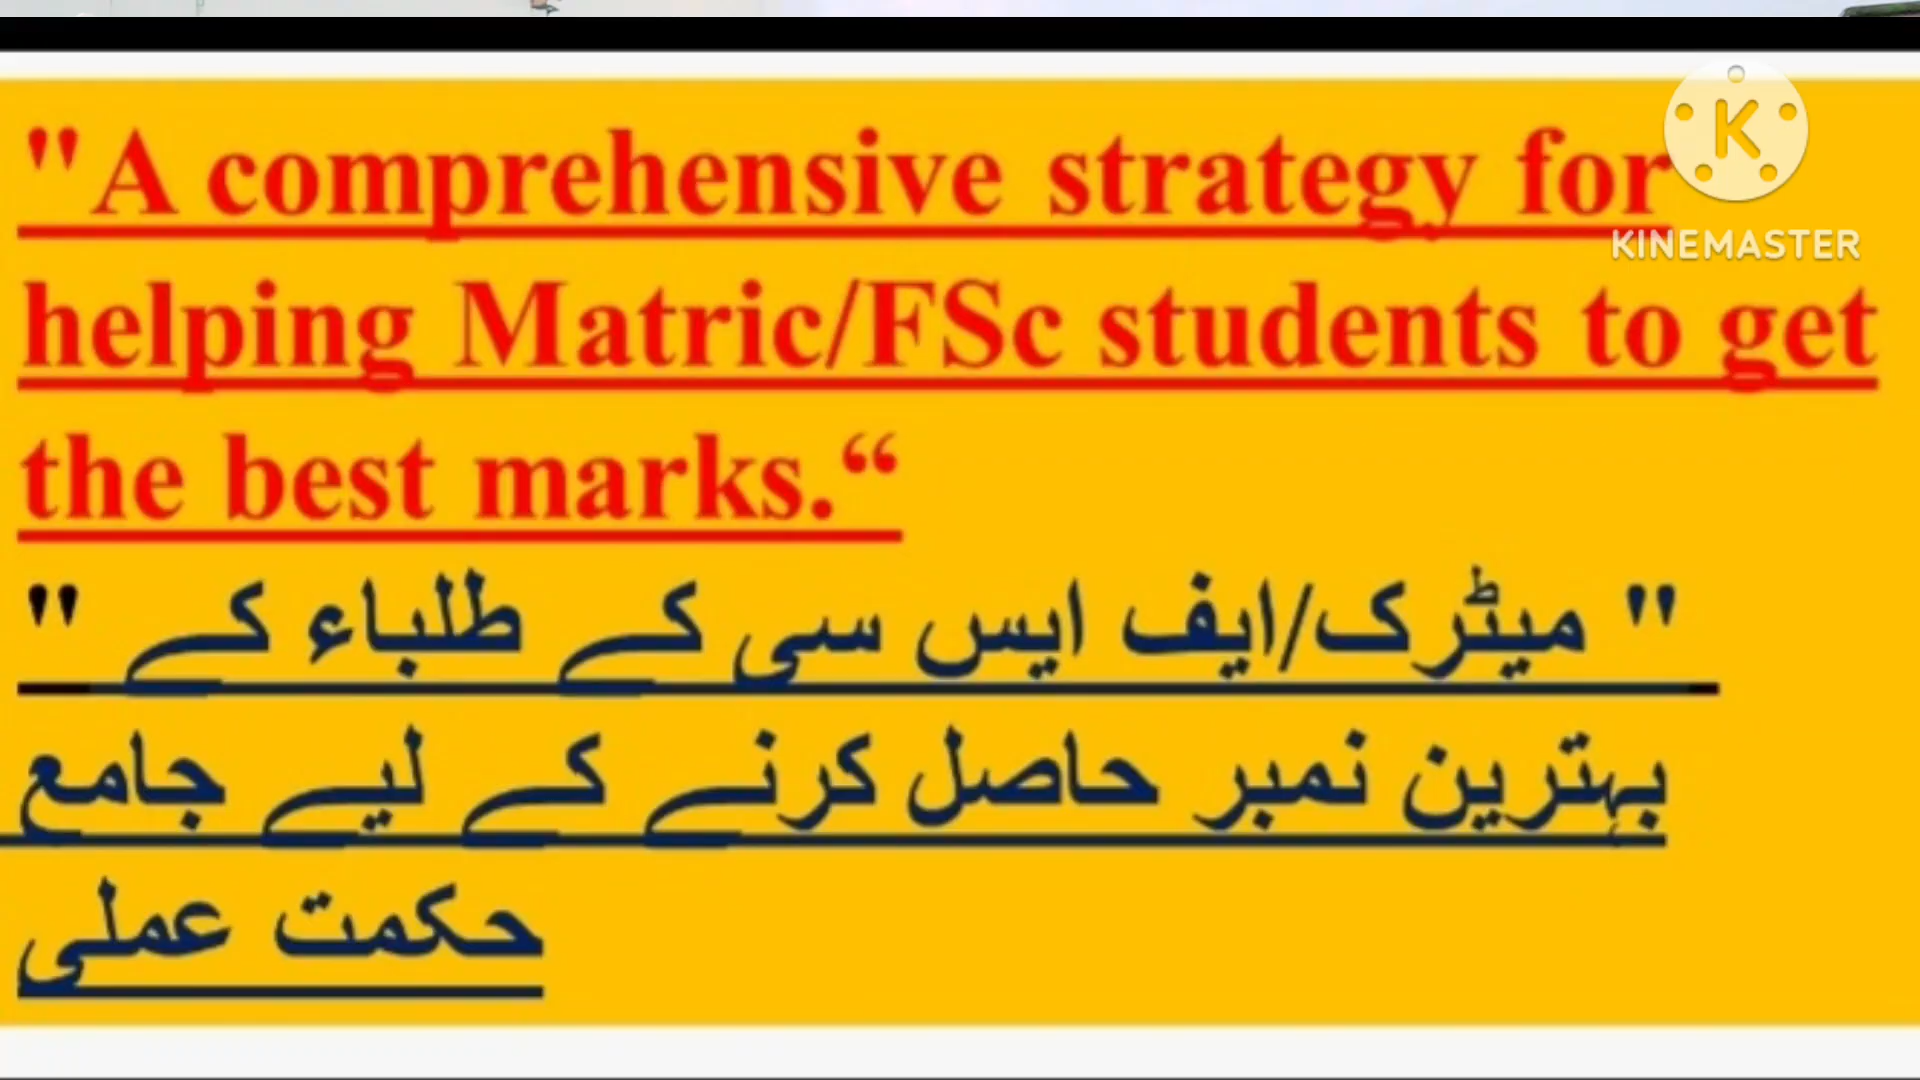 "A comprehensive strategy for
helping Matric/FSc students to get
the best marks.“
" میٹرک/ایف ایس سی کے طلباء کے "
بہترین نمبر حاصل کرنے کے لیے جامع
حکمت عملی
K
KINEMASTER